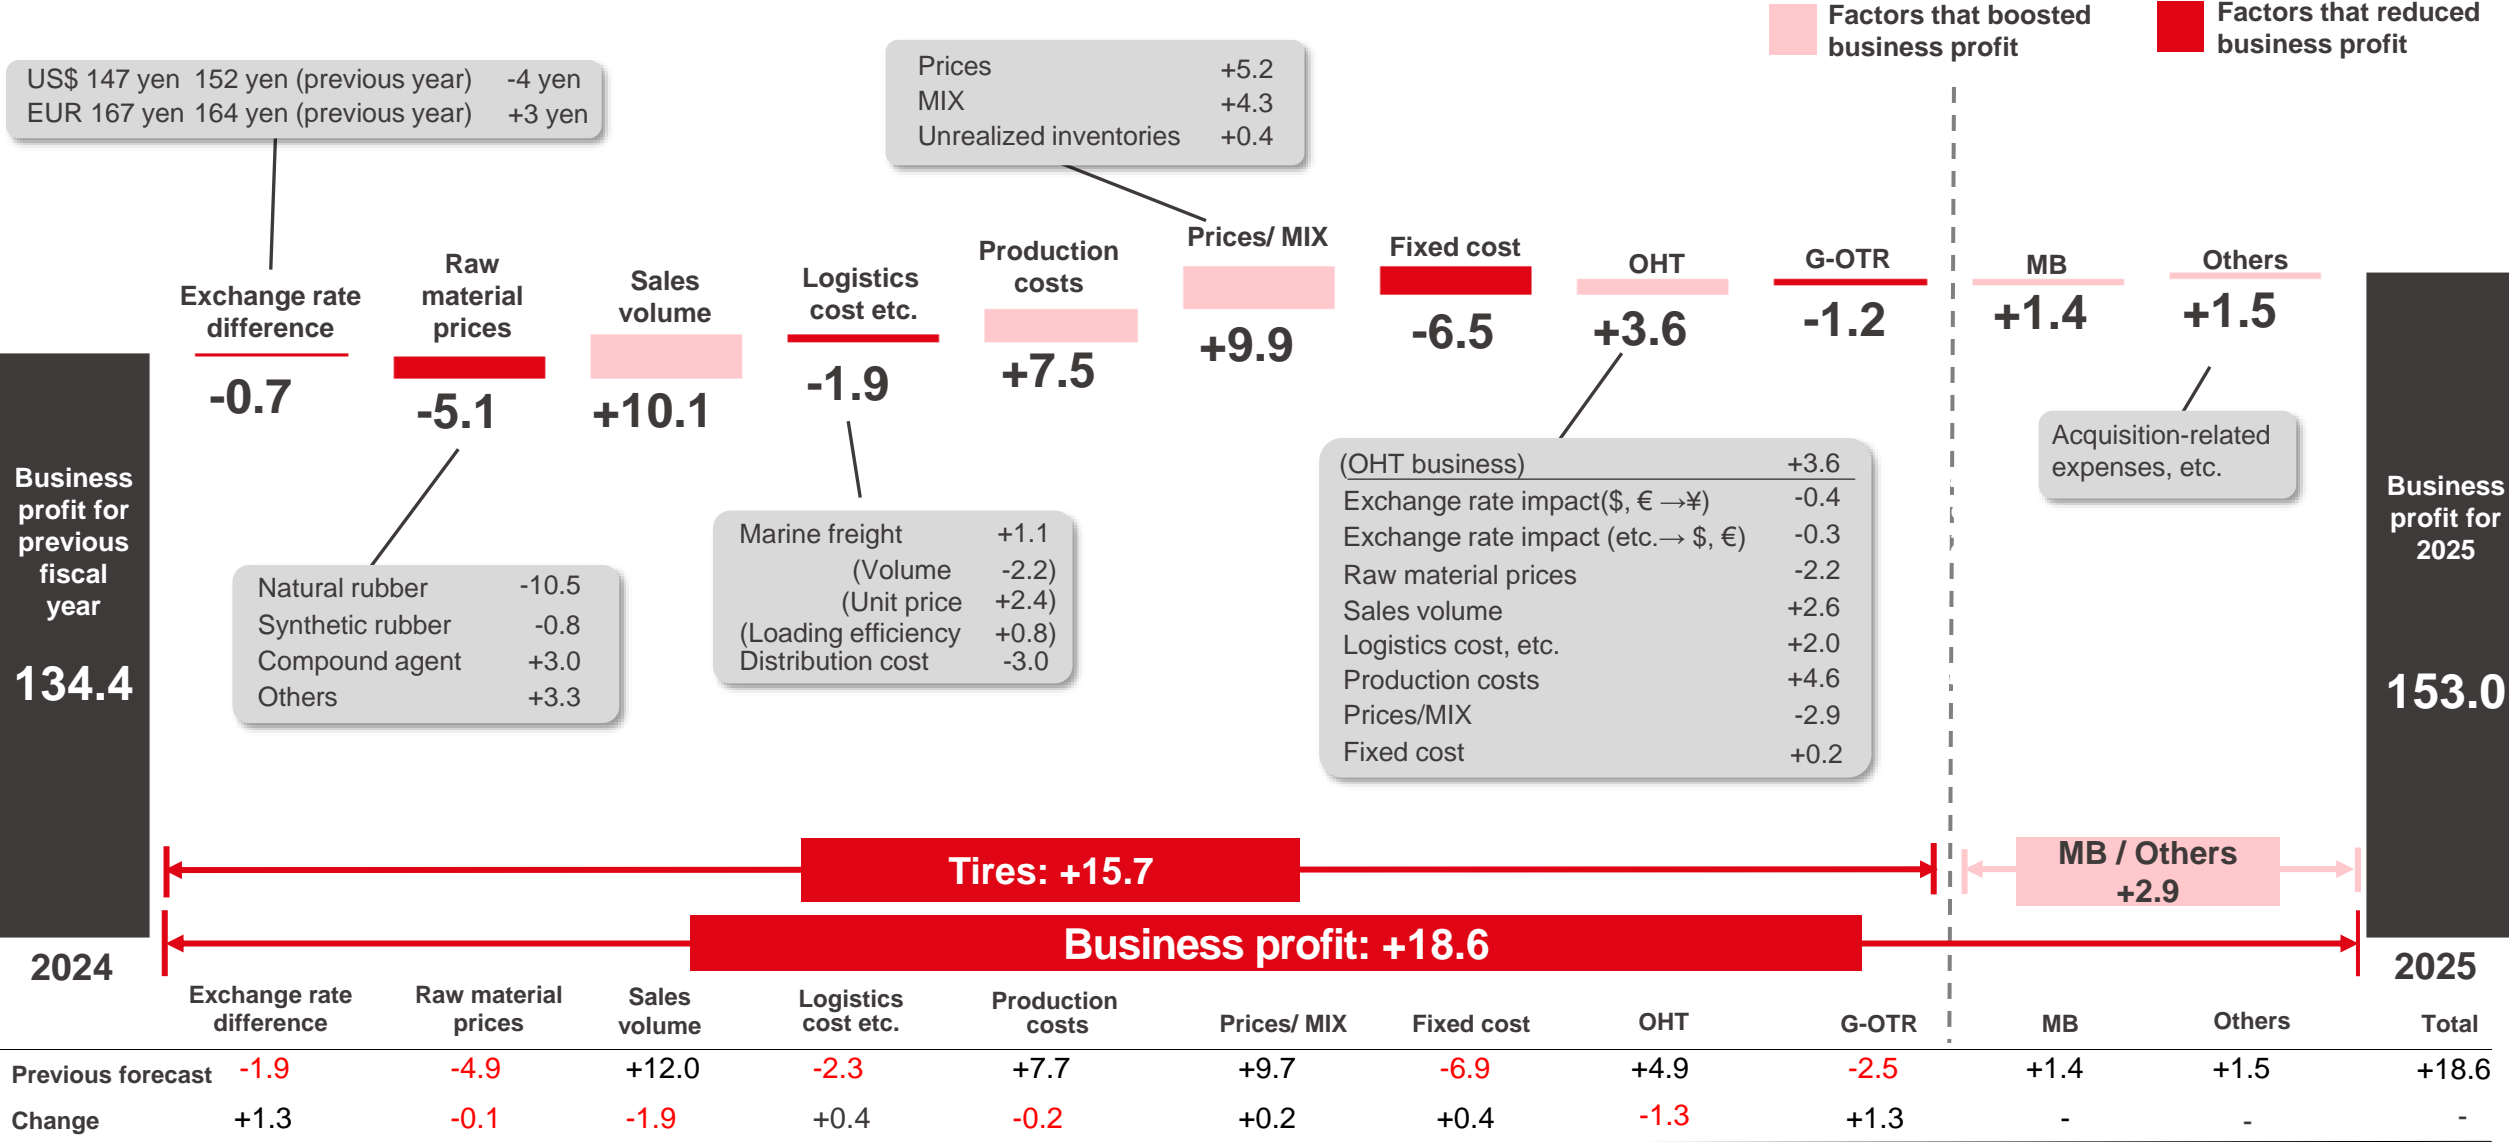 Factors that boosted
business profit
Factors that reduced
business profit
US$ 147 yen 152 yen (previous year) -4 yen
EUR 167 yen 164 yen (previous year) +3 yen
Prices +5.2
MIX +4.3
Unrealized inventories +0.4
Exchange rate
difference
-0.7
Raw
material
prices
-5.1
Sales
volume
+10.1
Logistics
cost etc.
-1.9
Production
costs
+7.5
Prices/ MIX
+9.9
Fixed cost
-6.5
OHT
+3.6
G-OTR
-1.2
MB
+1.4
Others
+1.5
Business
profit for
previous
fiscal
year
134.4
Natural rubber -10.5
Synthetic rubber -0.8
Compound agent +3.0
Others +3.3
Marine freight +1.1
(Volume -2.2)
(Unit price +2.4)
(Loading efficiency +0.8)
Distribution cost -3.0
(OHT business) +3.6
Exchange rate impact($, € →¥) -0.4
Exchange rate impact (etc.→ $, €) -0.3
Raw material prices -2.2
Sales volume +2.6
Logistics cost, etc. +2.0
Production costs +4.6
Prices/MIX -2.9
Fixed cost +0.2
Acquisition-related
expenses, etc.
Business
profit for
2025
153.0
Tires: +15.7
MB / Others
+2.9
Business profit: +18.6
2024
2025
Exchange rate
difference
Raw material
prices
Sales
volume
Logistics
cost etc.
Production
costs
Prices/ MIX
Fixed cost
OHT
G-OTR
MB
Others
Total
Previous forecast -1.9 -4.9 +12.0 -2.3 +7.7 +9.7 -6.9 +4.9 -2.5 +1.4 +1.5 +18.6
Change +1.3 -0.1 -1.9 +0.4 -0.2 +0.2 +0.4 -1.3 +1.3 - - -